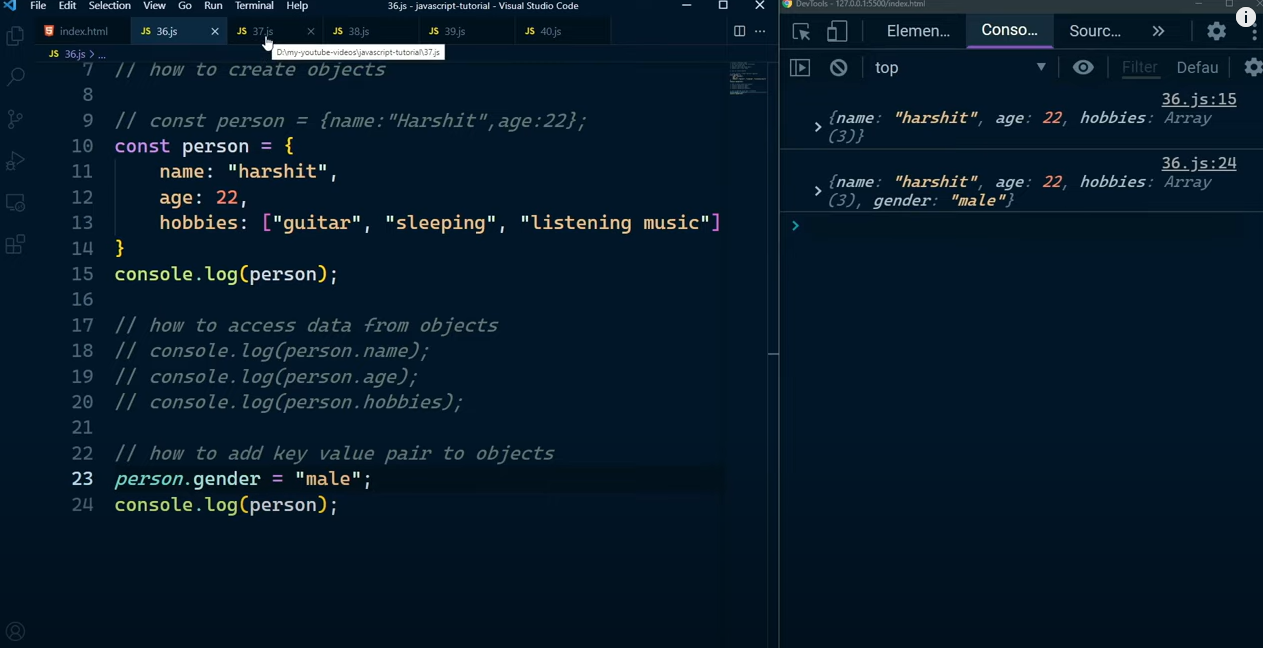 File Edit Selection View Go Run Terminal Help 36.js - javascript-tutorial - Visual Studio Code
index.html JS 36.js JS 37.js JS 38.js JS 39.js JS 40.js
D:\my-youtube-videos\javascript-tutorial\37.js
JS 36.js > ...
7 // how to create objects
8
9 // const person = {name:"Harshit",age:22};
10 const person = {
11 name: "harshit",
12 age: 22,
13 hobbies: ["guitar", "sleeping", "listening music"]
14 }
15 console.log(person);
16
17 // how to access data from objects
18 // console.log(person.name);
19 // console.log(person.age);
20 // console.log(person.hobbies);
21
22 // how to add key value pair to objects
23 person.gender = "male";
24 console.log(person);
DevTools - 127.0.0.1:5500/index.html
Elemen... Conso... Sourc...
top Filter Defau
36.js:15
{name: "harshit", age: 22, hobbies: Array
(3)}
36.js:24
{name: "harshit", age: 22, hobbies: Array
(3), gender: "male"}